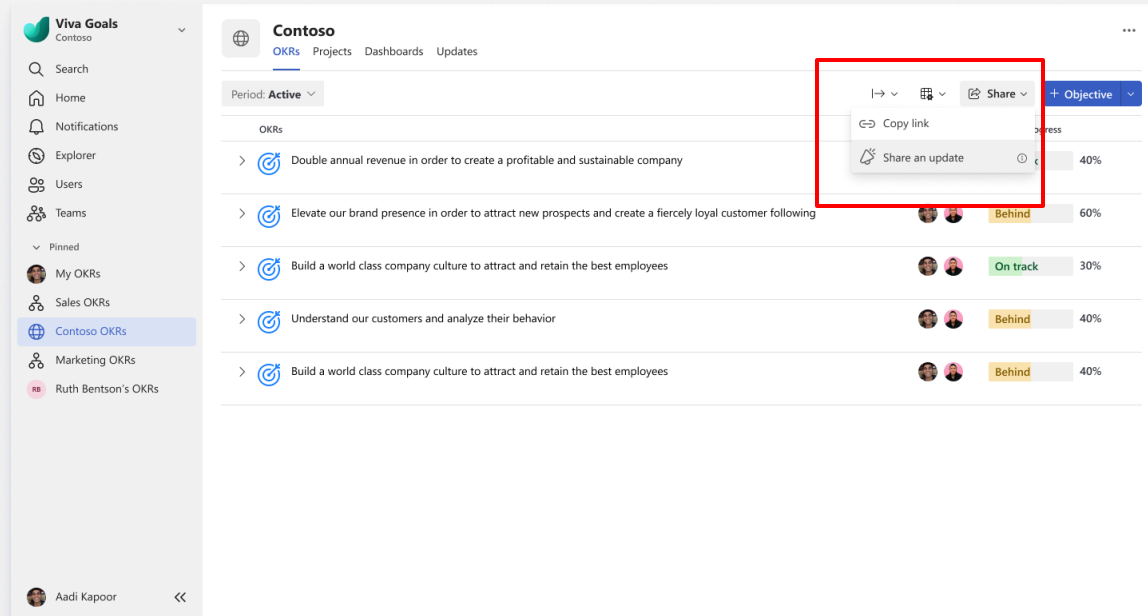 Viva Goals
Contoso
Search
Home
Notifications
Explorer
Users
Teams
Pinned
My OKRs
Sales OKRs
Contoso OKRs
Marketing OKRs
RB Ruth Bentson's OKRs
Aadi Kapoor
Contoso
OKRs Projects Dashboards Updates
Period: Active
Share
+ Objective
Copy link
Share an update
OKRs
Double annual revenue in order to create a profitable and sustainable company
40%
Elevate our brand presence in order to attract new prospects and create a fiercely loyal customer following
Behind 60%
Build a world class company culture to attract and retain the best employees
On track 30%
Understand our customers and analyze their behavior
Behind 40%
Build a world class company culture to attract and retain the best employees
Behind 40%